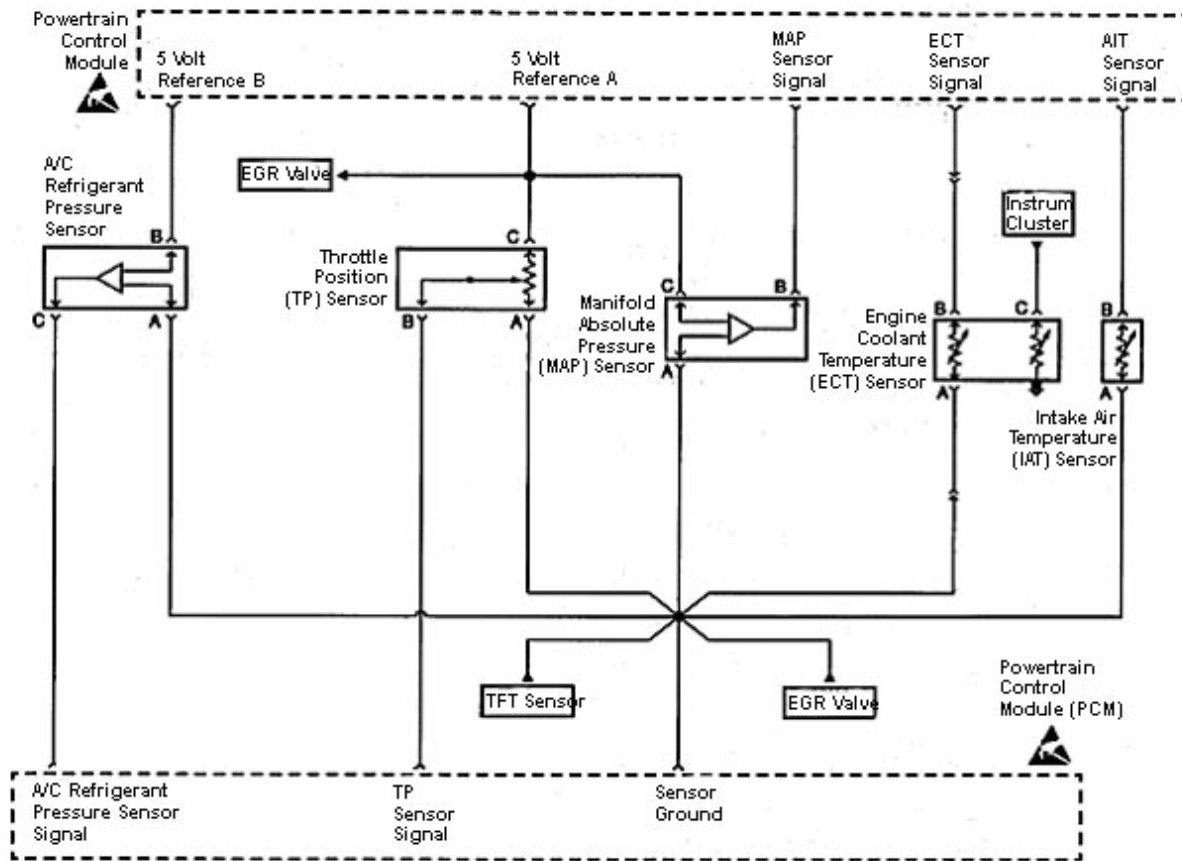 Powertrain
Control
Module
5 Volt
Reference B
5 Volt
Reference A
MAP
Sensor
Signal
ECT
Sensor
Signal
AIT
Sensor
Signal
A/C
Refrigerant
Pressure
Sensor
B
C
A
EGR Valve
Throttle
Position
(TP) Sensor
C
B
A
Manifold
Absolute
Pressure
(MAP) Sensor
C
B
A
Instrum
Cluster
Engine
Coolant
Temperature
(ECT) Sensor
B
C
A
B
A
Intake Air
Temperature
(IAT) Sensor
TFT Sensor
EGR Valve
Powertrain
Control
Module (PCM)
A/C Refrigerant
Pressure Sensor
Signal
TP
Sensor
Signal
Sensor
Ground